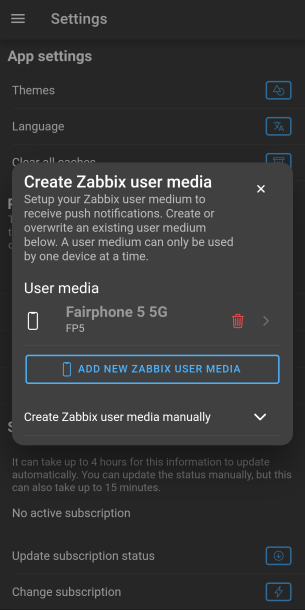 Settings
App settings
Themes
Language
Clear all caches
Create Zabbix user media
Setup your Zabbix user medium to
receive push notifications. Create or
overwrite an existing user medium
below. A user medium can only be used
by one device at a time.
User media
Fairphone 5 5G
FP5
ADD NEW ZABBIX USER MEDIA
Create Zabbix user media manually
It can take up to 4 hours for this information to update
automatically. You can update the status manually, but this
can also take up to 15 minutes.
No active subscription
Update subscription status
Change subscription